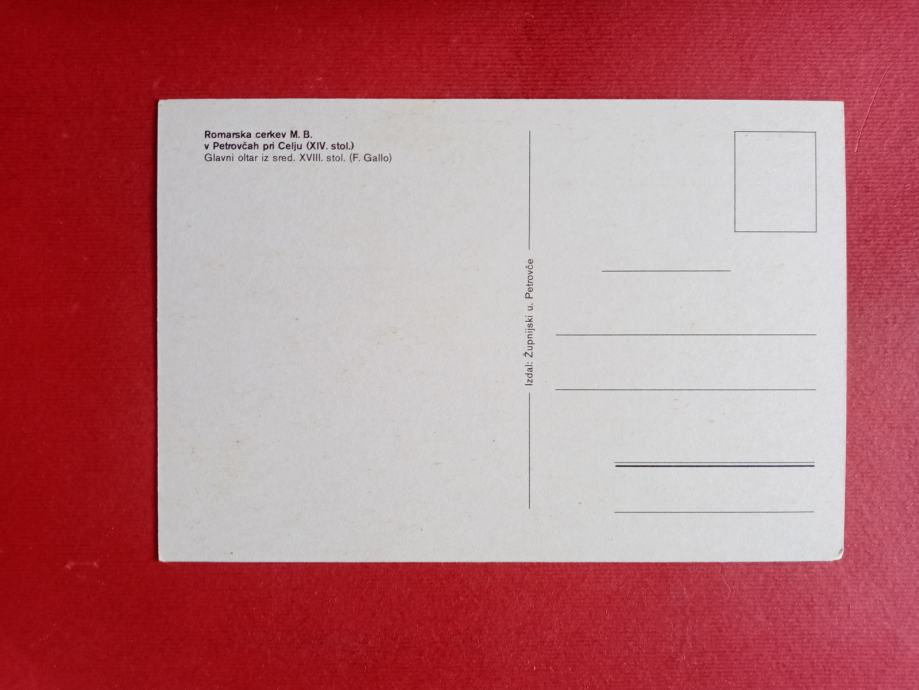 Romarska cerkev M. B.
v Petrovčah pri Celju (XIV. stol.)
Glavni oltar iz sred. XVIII. stol. (F. Gallo)
Izdal: Župnijski u. Petrovče